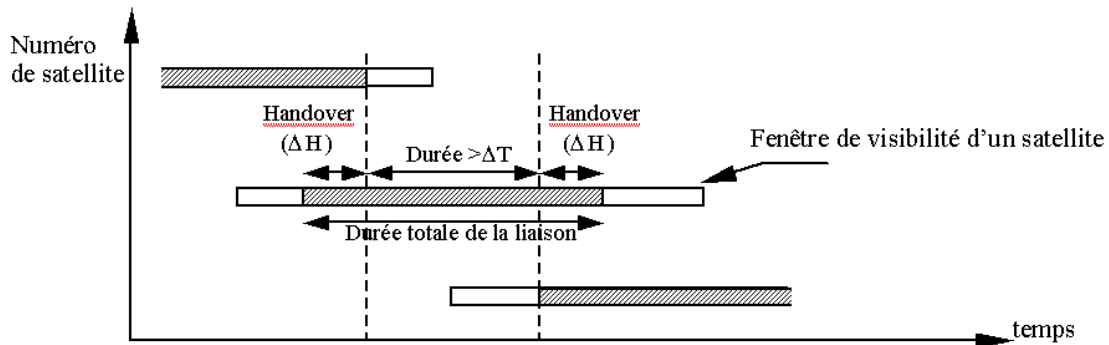 Numéro
de satellite
Handover
(ΔH)
Handover
(ΔH)
Durée >ΔT
Fenêtre de visibilité d'un satellite
Durée totale de la liaison
temps